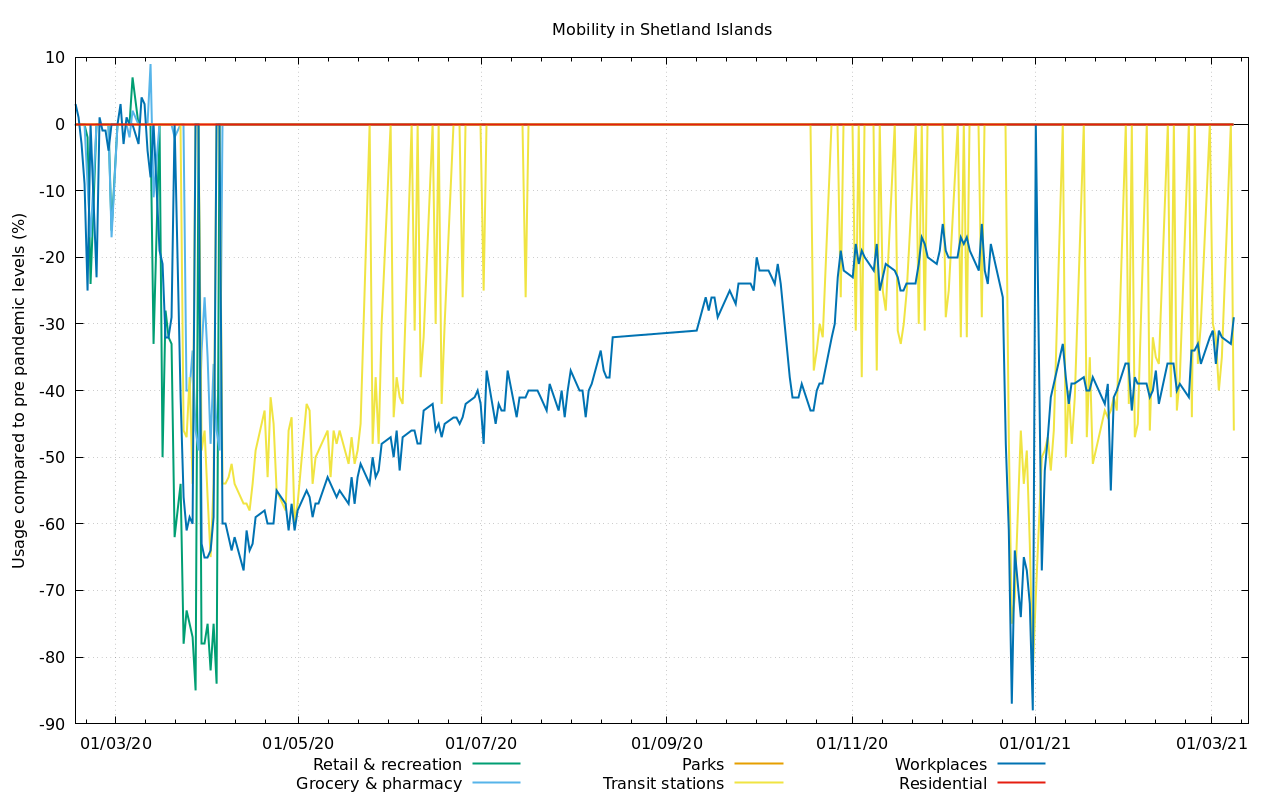 Mobility in Shetland Islands
Usage compared to pre pandemic levels (%)
10
0
-10
-20
-30
-40
-50
-60
-70
-80
-90
01/03/20 01/05/20 01/07/20 01/09/20 01/11/20 01/01/21 01/03/21
Retail & recreation Parks Workplaces
Grocery & pharmacy Transit stations Residential